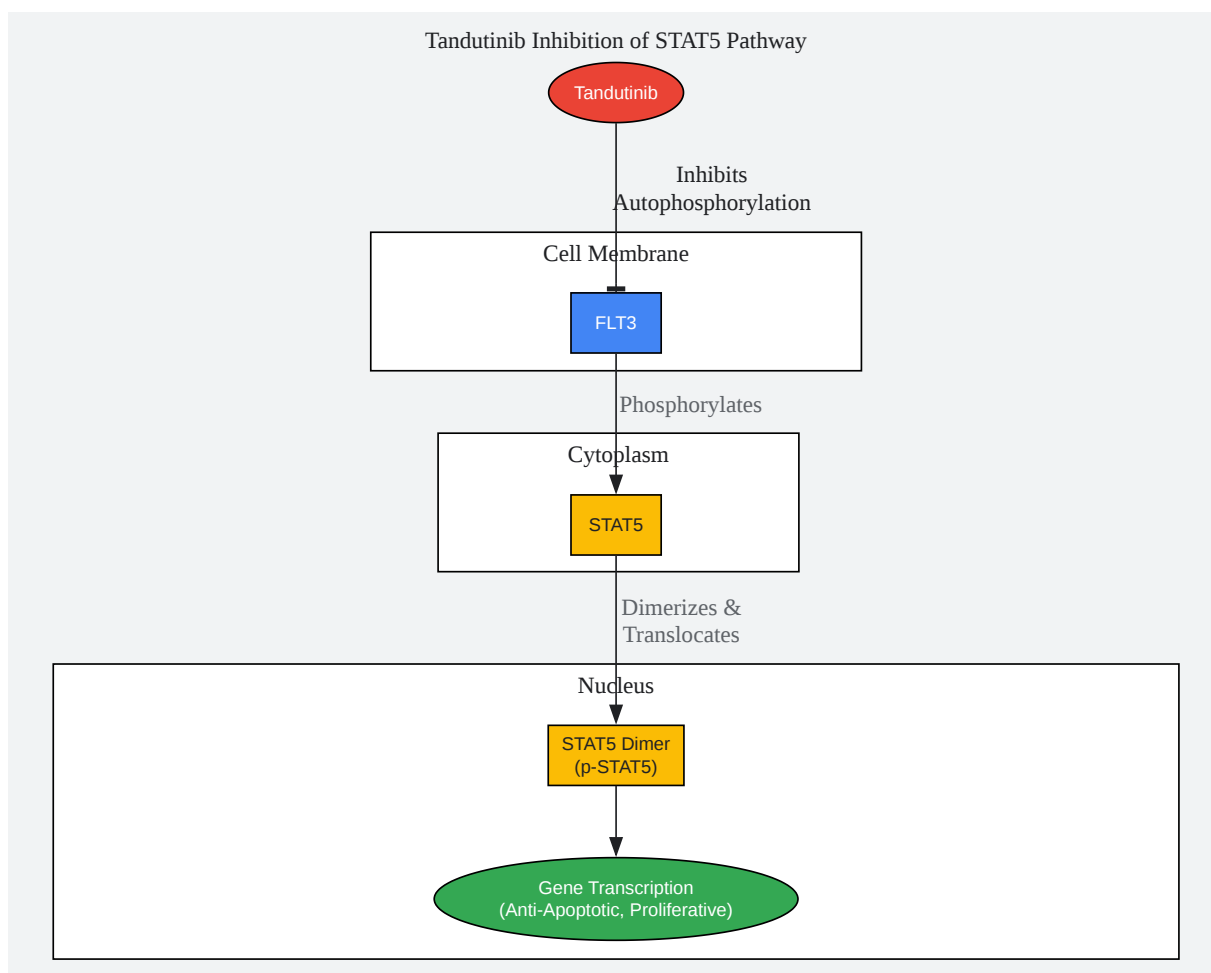 Tandutinib Inhibition of STAT5 Pathway
Tandutinib
Inhibits
Autophosphorylation
Cell Membrane
FLT3
Phosphorylates
Cytoplasm
STAT5
Dimerizes &
Translocates
Nucleus
STAT5 Dimer
(p-STAT5)
Gene Transcription
(Anti-Apoptotic, Proliferative)